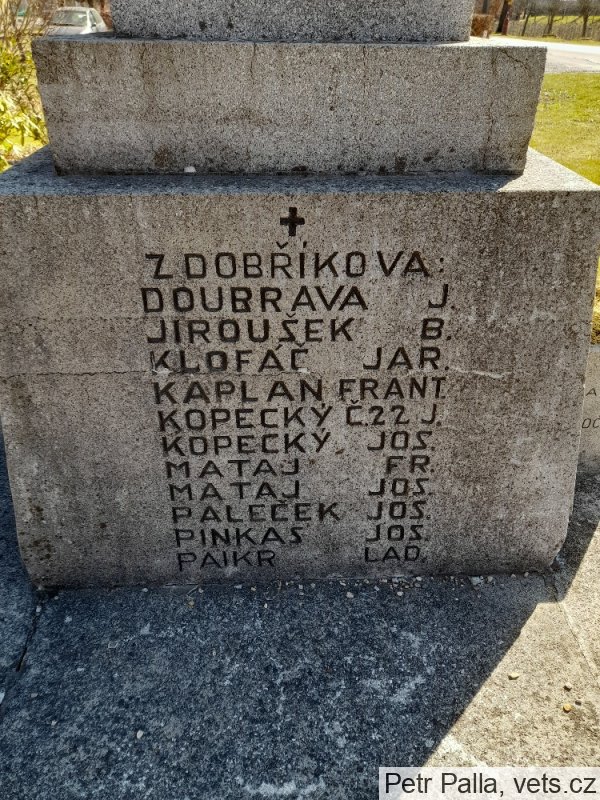 Z DOBŘÍKOVA:
DOUBRAVA J.
JIROUŠEK B.
KLOFÁČ JAR.
KAPLAN FRANT.
KOPECKÝ Č.22 J.
KOPECKÝ, JOS.
MATAJ FR.
MATAJ JOS.
PALEČEK JOS.
PINKAS JOS.
PAIKR LAD.
Petr Palla, vets.cz